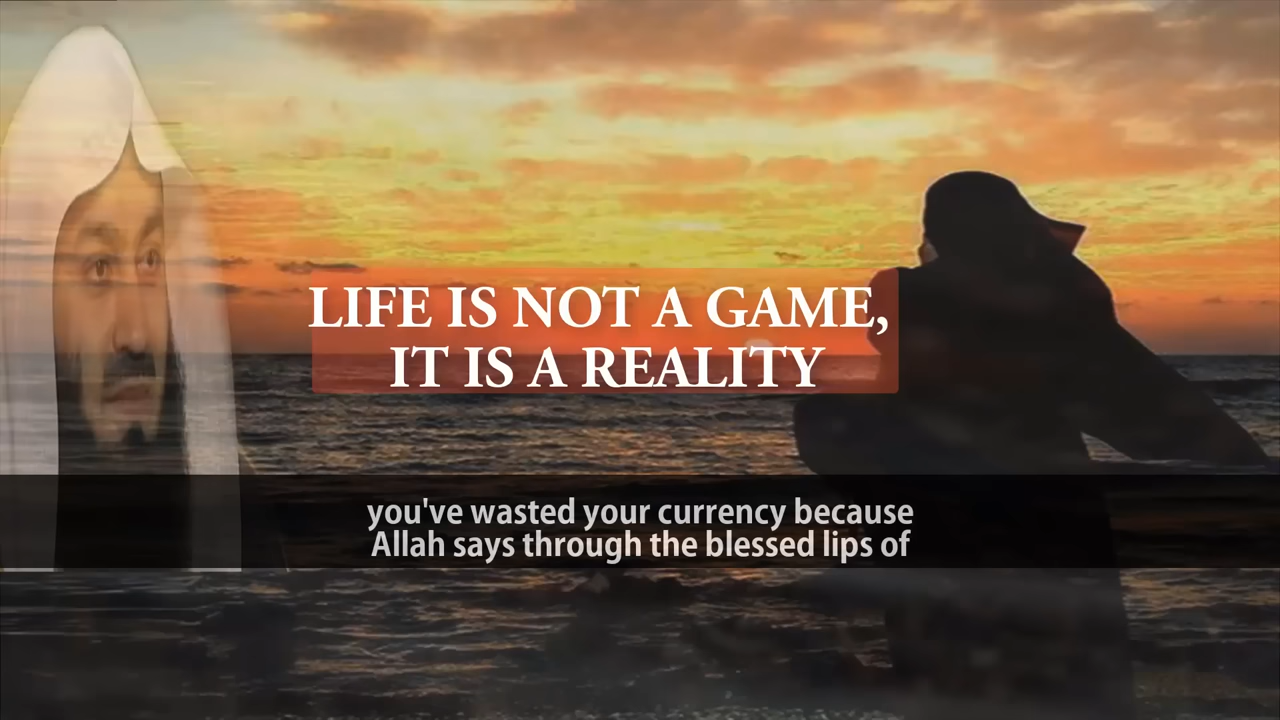 LIFE IS NOT A GAME,
IT IS A REALITY
you've wasted your currency because
Allah says through the blessed lips of